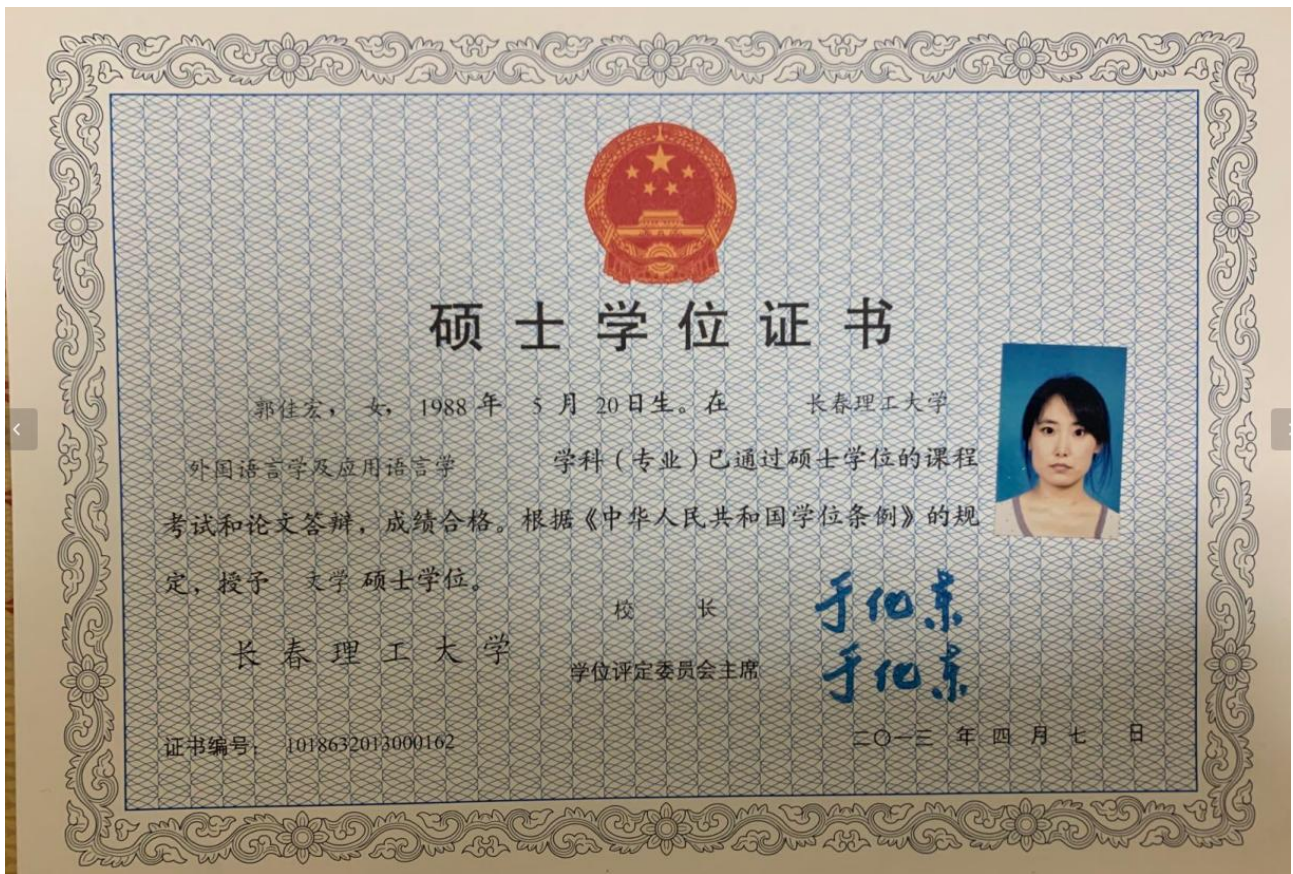 硕士学位证书
郭佳宏，女，1988年 5月20日生。在 长春理工大学
外国语言学及应用语言学 学科（专业）已通过硕士学位的课程
考试和论文答辩，成绩合格。根据《中华人民共和国学位条例》的规
定，授予 文学 硕士学位。
校 长 于化东
长春理工大学
学位评定委员会主席 于化东
证书编号：1018632013000162
二〇一三年四月七日